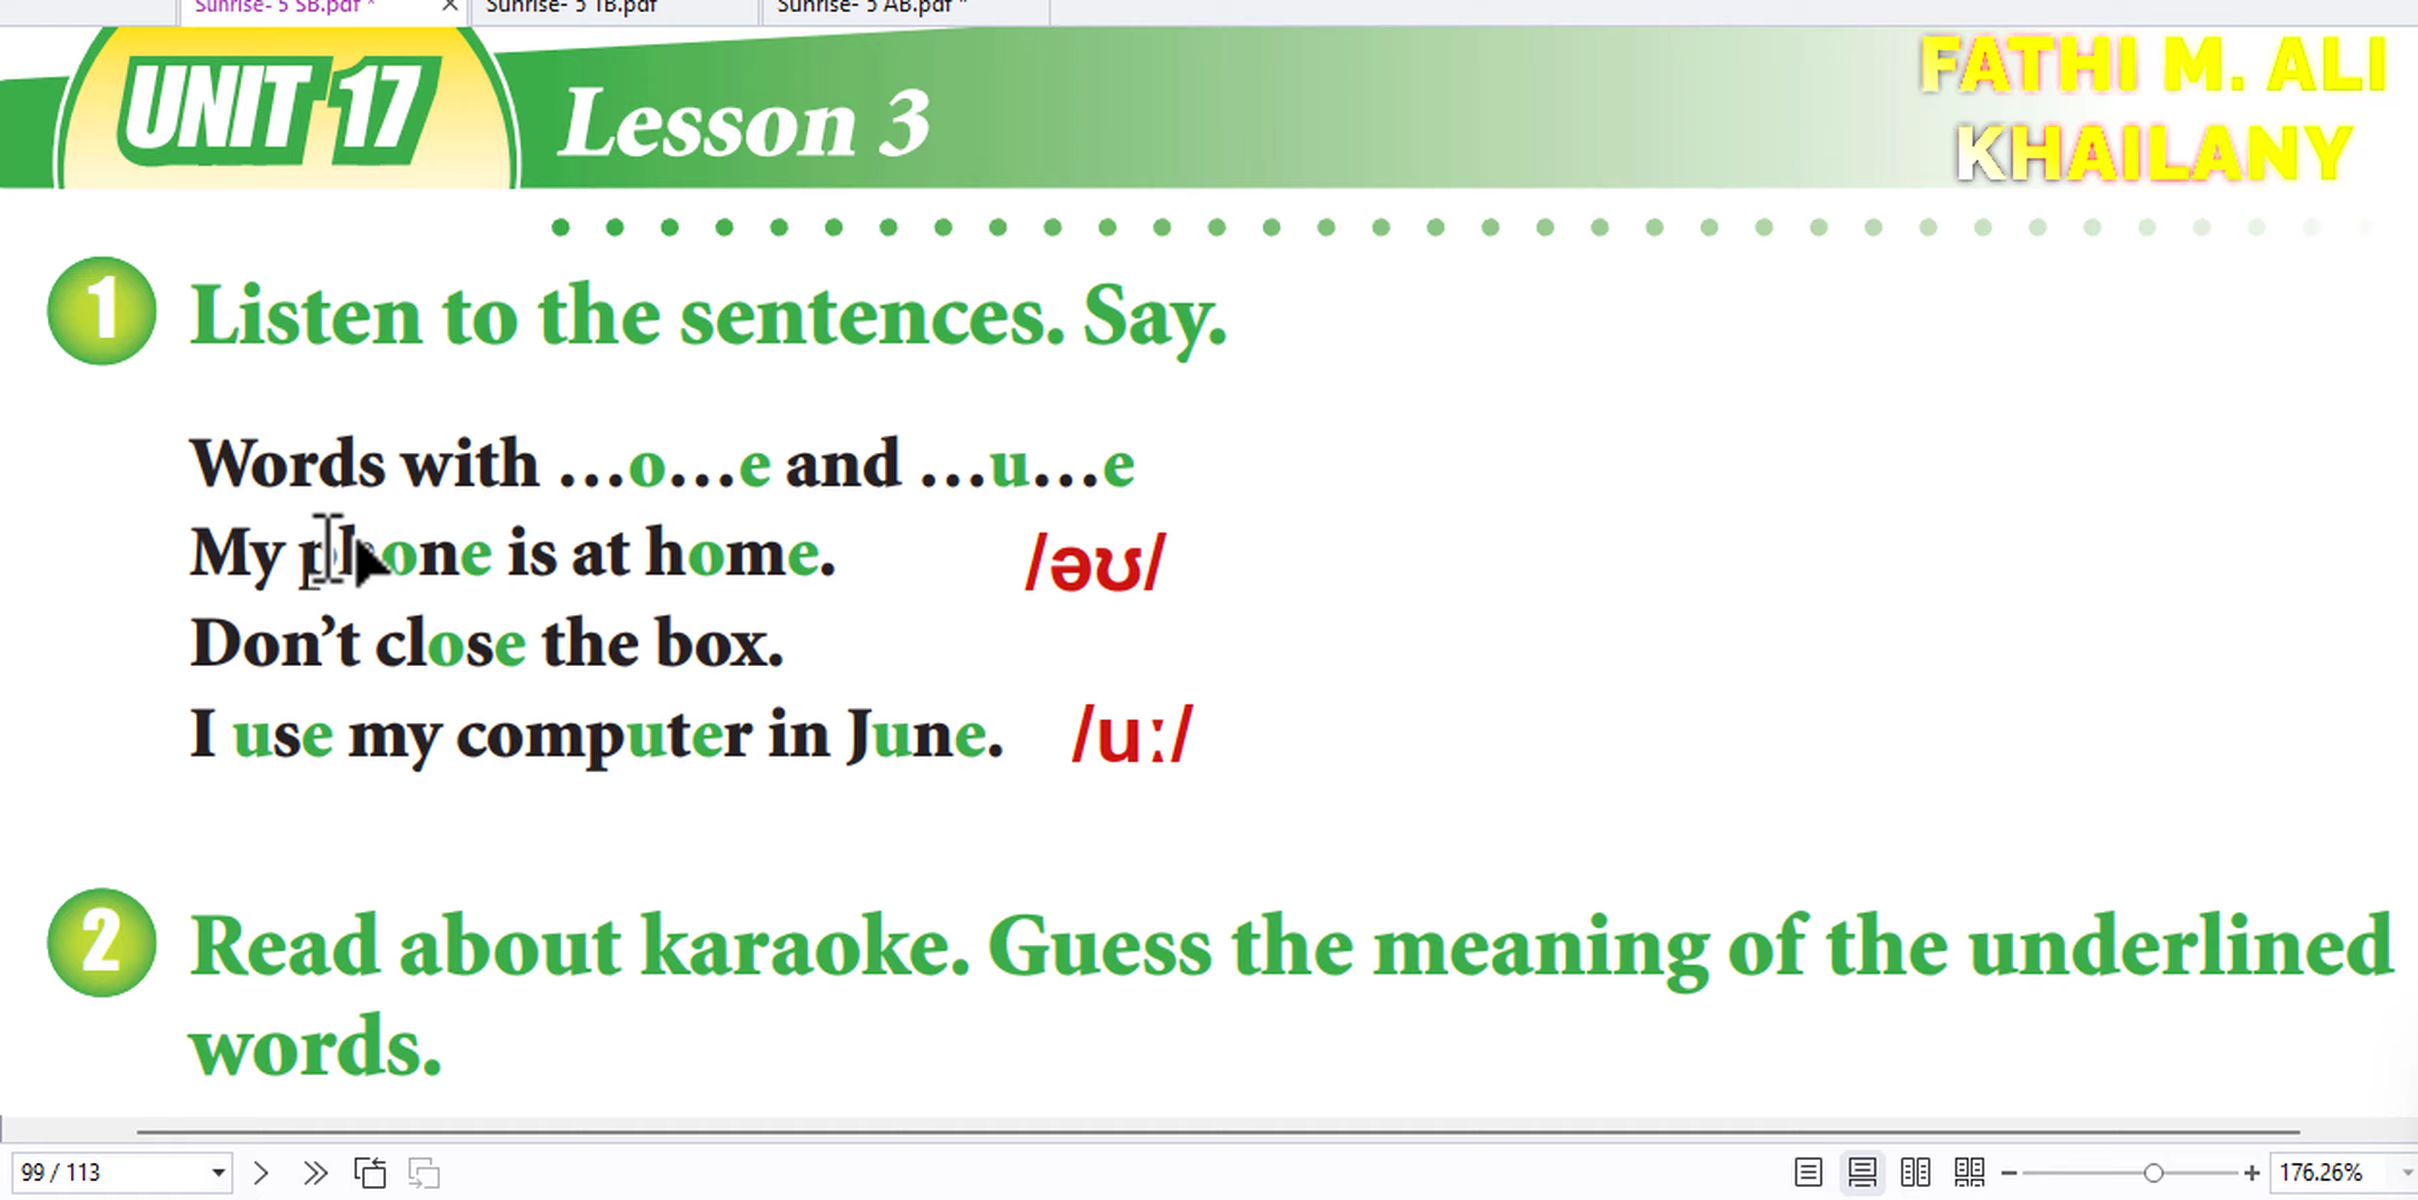 Sunrise- 5 SB.pdf *
Sunrise- 5 TB.pdf
Sunrise- 5 AB.pdf *
UNIT 17
Lesson 3
FATHI M. ALI
KHAILANY
1 Listen to the sentences. Say.
Words with ...o...e and ...u...e
My phone is at home. /əʊ/
Don't close the box.
I use my computer in June. /uː/
2 Read about karaoke. Guess the meaning of the underlined
words.
99 / 113
176.26%